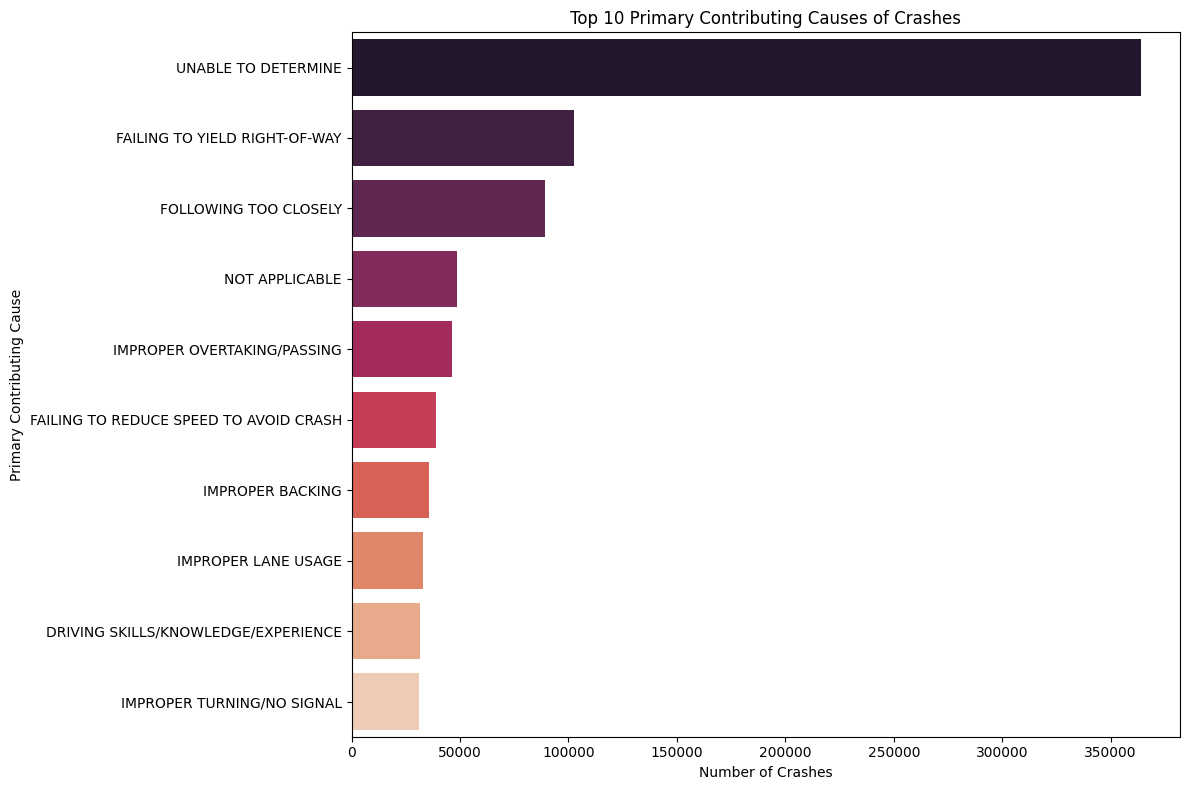 Top 10 Primary Contributing Causes of Crashes
Primary Contributing Cause
UNABLE TO DETERMINE
FAILING TO YIELD RIGHT-OF-WAY
FOLLOWING TOO CLOSELY
NOT APPLICABLE
IMPROPER OVERTAKING/PASSING
FAILING TO REDUCE SPEED TO AVOID CRASH
IMPROPER BACKING
IMPROPER LANE USAGE
DRIVING SKILLS/KNOWLEDGE/EXPERIENCE
IMPROPER TURNING/NO SIGNAL
0 50000 100000 150000 200000 250000 300000 350000
Number of Crashes